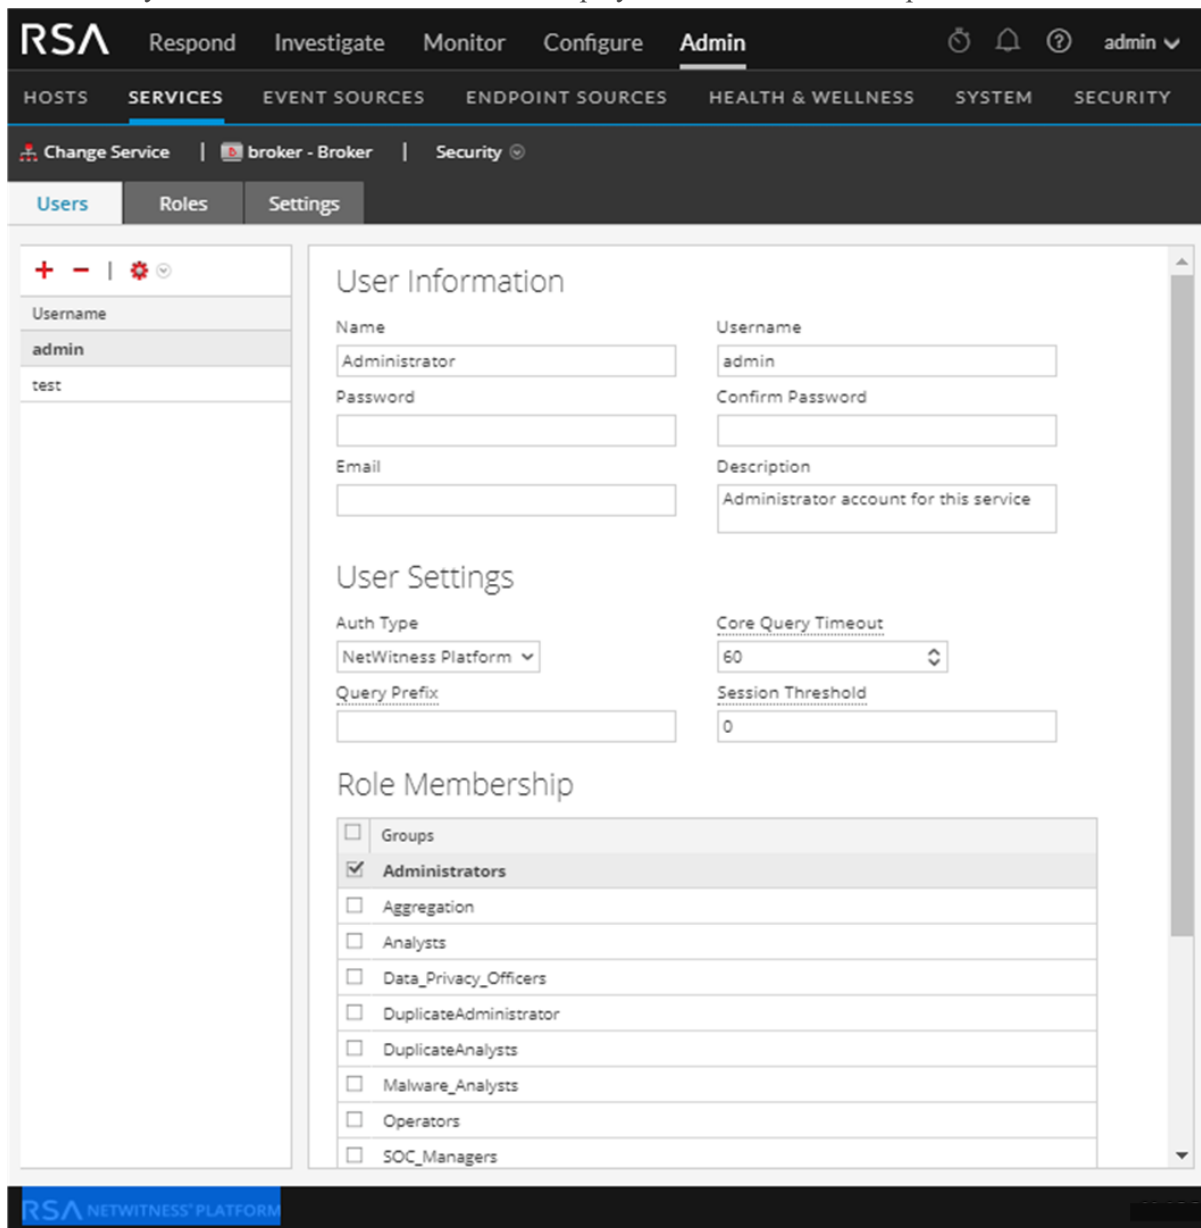 RSA Respond Investigate Monitor Configure Admin admin
HOSTS SERVICES EVENT SOURCES ENDPOINT SOURCES HEALTH & WELLNESS SYSTEM SECURITY
Change Service | broker - Broker | Security
Users Roles Settings
Username
admin
test
User Information
Name Username
Administrator admin
Password Confirm Password
Email Description
Administrator account for this service
User Settings
Auth Type Core Query Timeout
NetWitness Platform 60
Query Prefix Session Threshold
0
Role Membership
Groups
Administrators
Aggregation
Analysts
Data_Privacy_Officers
DuplicateAdministrator
DuplicateAnalysts
Malware_Analysts
Operators
SOC_Managers
RSA NETWITNESS® PLATFORM